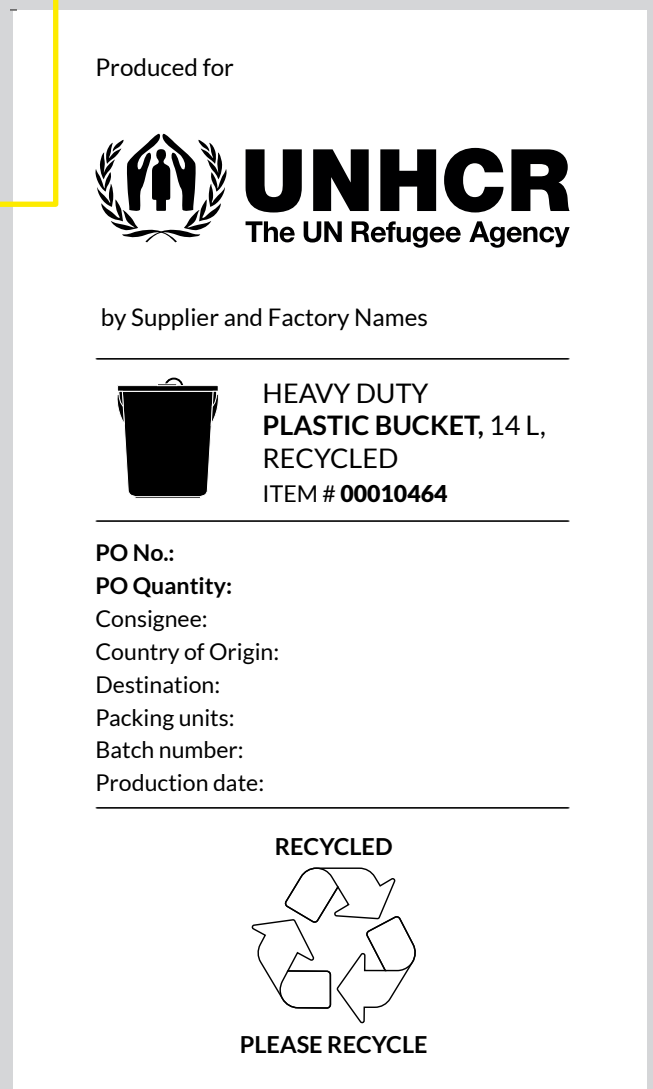 Produced for
UNHCR
The UN Refugee Agency
by Supplier and Factory Names
HEAVY DUTY
PLASTIC BUCKET, 14 L,
RECYCLED
ITEM # 00010464
PO No.:
PO Quantity:
Consignee:
Country of Origin:
Destination:
Packing units:
Batch number:
Production date:
RECYCLED
PLEASE RECYCLE